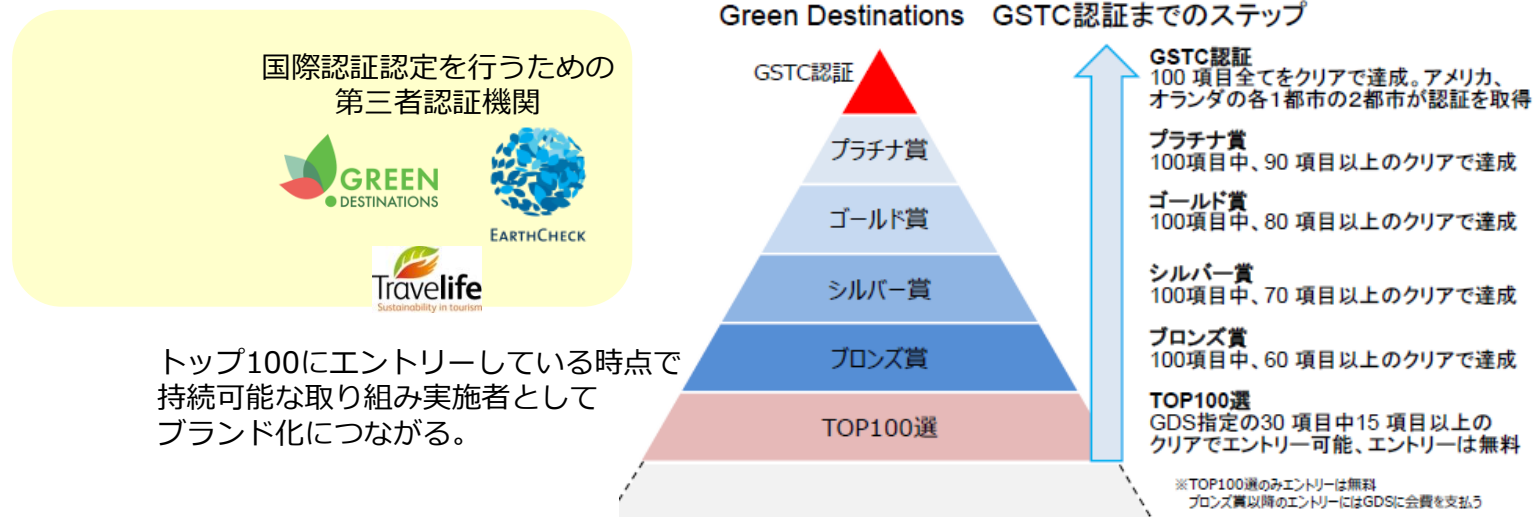 国際認証認定を行うための
第三者認証機関
GREEN
DESTINATIONS
EARTHCHECK
Travelife
Sustainability in tourism
トップ100にエントリーしている時点で
持続可能な取り組み実施者として
ブランド化につながる。
Green Destinations GSTC認証までのステップ
GSTC認証
プラチナ賞
ゴールド賞
シルバー賞
ブロンズ賞
TOP100選
GSTC認証
100 項目全てをクリアで達成。アメリカ、
オランダの各1都市の2都市が認証を取得
プラチナ賞
100項目中、90 項目以上のクリアで達成
ゴールド賞
100項目中、80 項目以上のクリアで達成
シルバー賞
100項目中、70 項目以上のクリアで達成
ブロンズ賞
100項目中、60 項目以上のクリアで達成
TOP100選
GDS指定の30 項目中15 項目以上の
クリアでエントリー可能、エントリーは無料
※TOP100選のみエントリーは無料
ブロンズ賞以降のエントリーにはGDSに会費を支払う